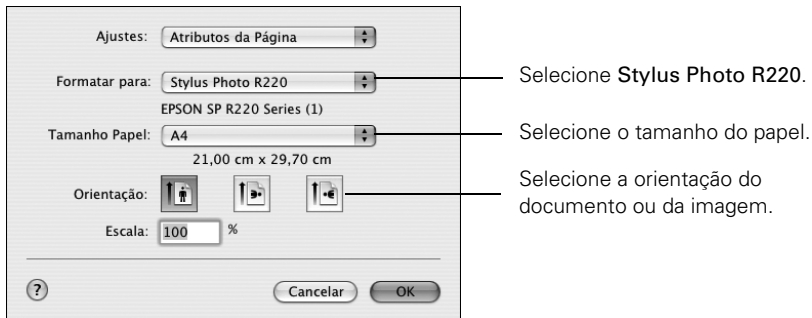 Ajustes: Atributos da Página
Formatar para: Stylus Photo R220
EPSON SP R220 Series (1)
Tamanho Papel: A4
21,00 cm x 29,70 cm
Orientação:
Escala: 100 %
? Cancelar OK
Selecione Stylus Photo R220.
Selecione o tamanho do papel.
Selecione a orientação do
documento ou da imagem.